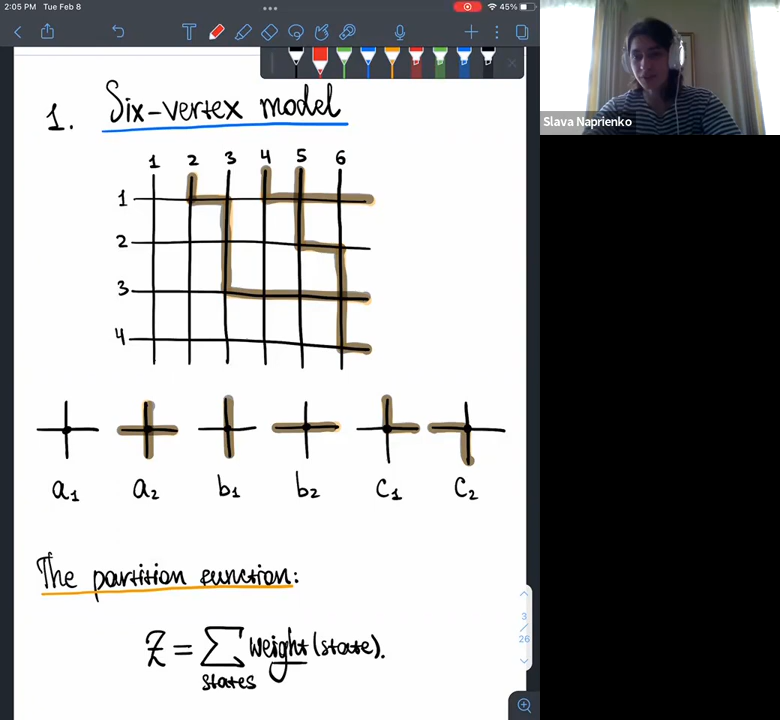 2:05 PM Tue Feb 8
45%
Slava Naprienko
1. Six-vertex model
1 2 3 4 5 6
1
2
3
4
a₁ a₂ b₁ b₂ c₁ c₂
The partition function:
Z = ∑ weight (state).
states
3
/
26